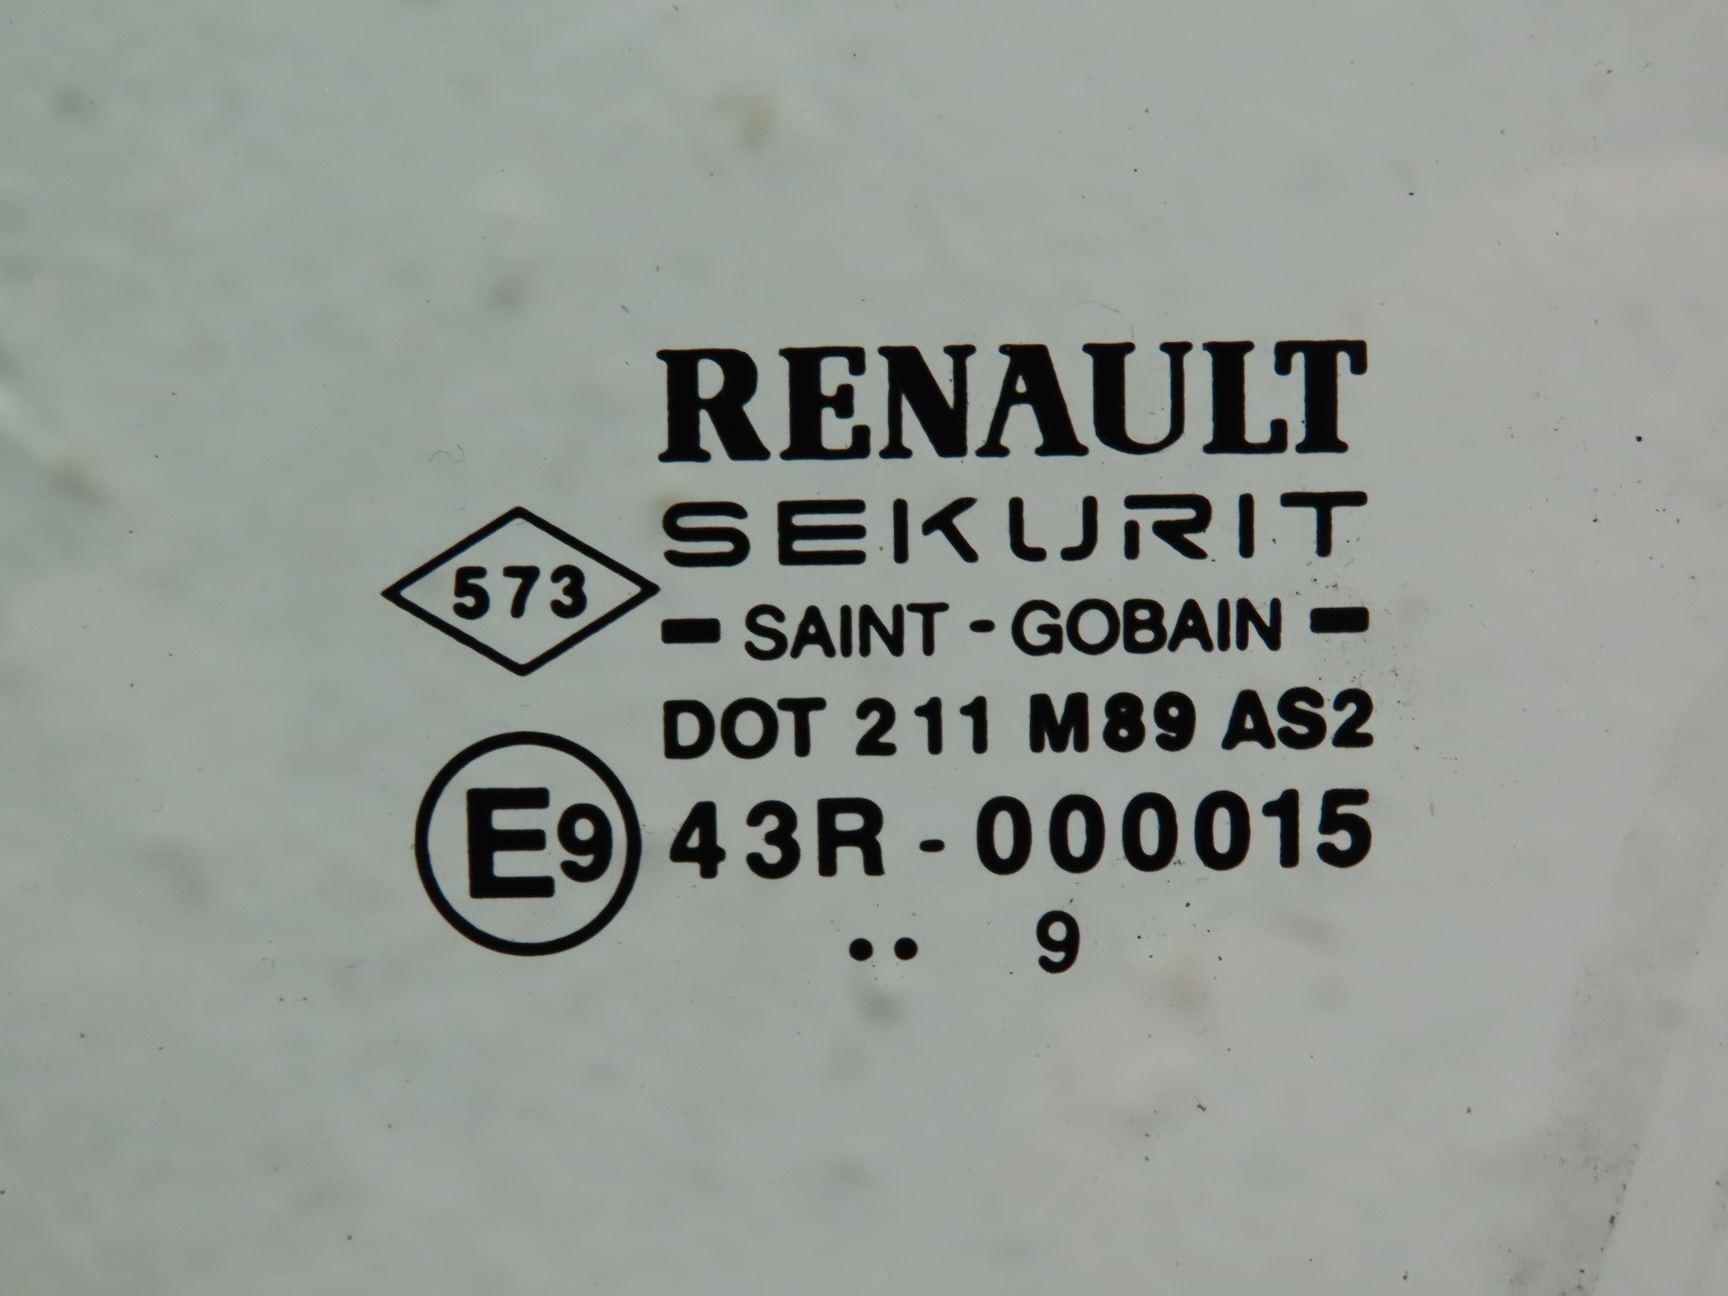 RENAULT
SEKURIT
573
- SAINT-GOBAIN -
DOT 211 M89 AS2
E9 43R-000015
.. 9